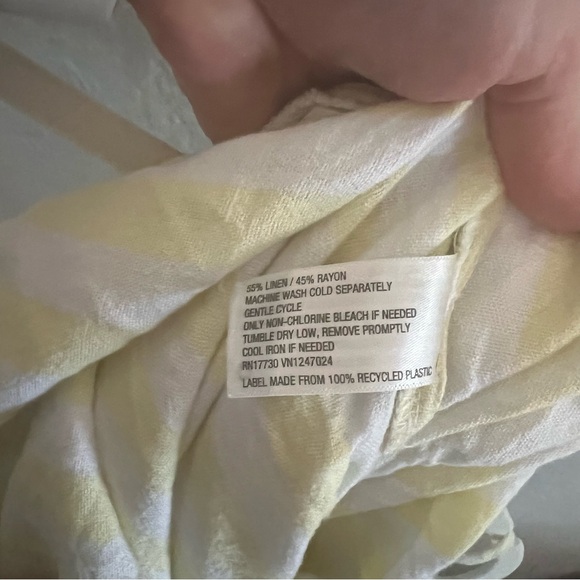 55% LINEN / 45% RAYON
MACHINE WASH COLD SEPARATELY
GENTLE CYCLE
ONLY NON-CHLORINE BLEACH IF NEEDED
TUMBLE DRY LOW, REMOVE PROMPTLY
COOL IRON IF NEEDED
RN17730 VN1247024
LABEL MADE FROM 100% RECYCLED PLASTIC